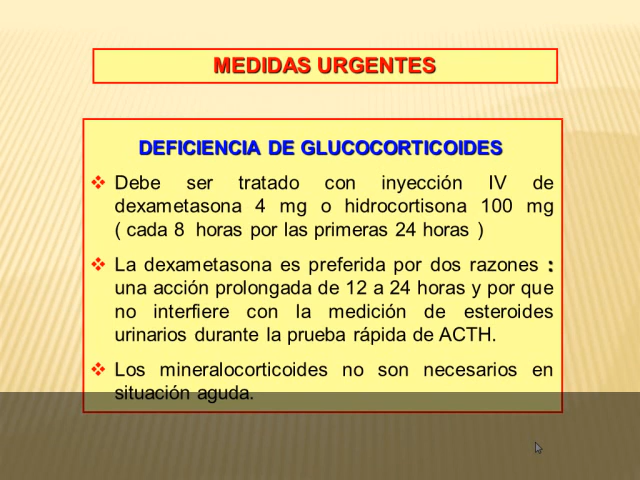 MEDIDAS URGENTES
DEFICIENCIA DE GLUCOCORTICOIDES
❖ Debe ser tratado con inyección IV de
dexametasona 4 mg o hidrocortisona 100 mg
( cada 8 horas por las primeras 24 horas )
❖ La dexametasona es preferida por dos razones :
una acción prolongada de 12 a 24 horas y por que
no interfiere con la medición de esteroides
urinarios durante la prueba rápida de ACTH.
❖ Los mineralocorticoides no son necesarios en
situación aguda.